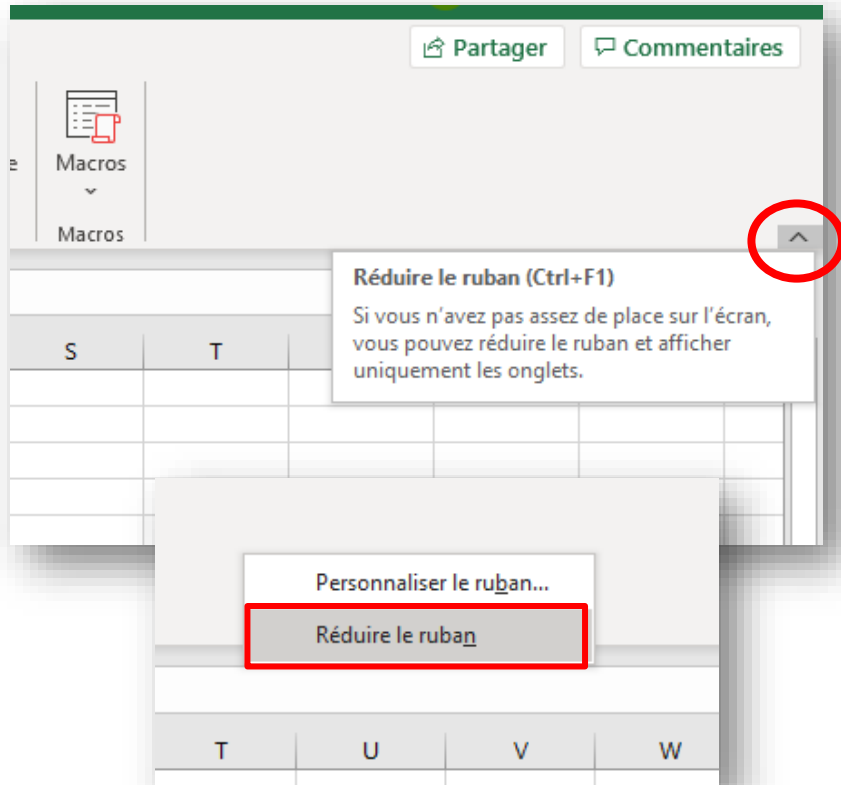 Partager Commentaires
e Macros
Macros
Réduire le ruban (Ctrl+F1)
Si vous n'avez pas assez de place sur l'écran,
vous pouvez réduire le ruban et afficher
uniquement les onglets.
S T
Personnaliser le ruban...
Réduire le ruban
T U V W